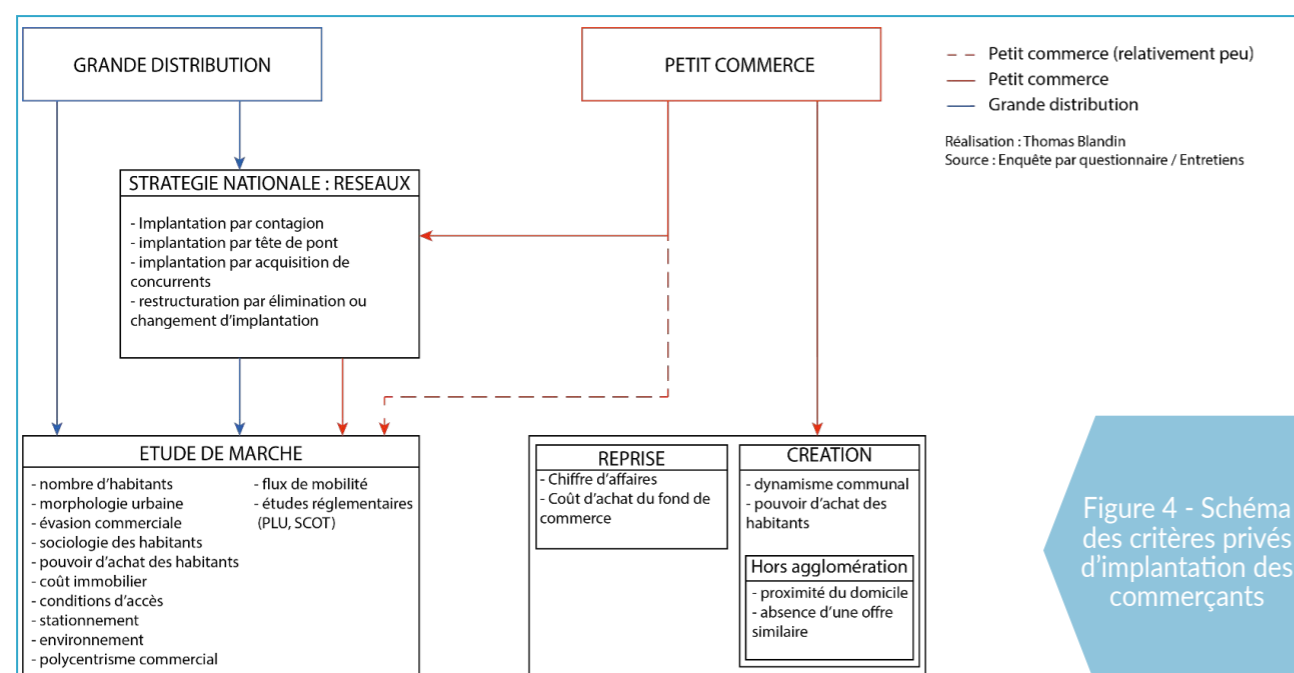 GRANDE DISTRIBUTION
PETIT COMMERCE
Petit commerce (relativement peu)
Petit commerce
Grande distribution
Réalisation : Thomas Blandin
Source : Enquête par questionnaire / Entretiens
STRATEGIE NATIONALE : RESEAUX
- Implantation par contagion
- implantation par tête de pont
- implantation par acquisition de
concurrents
- restructuration par élimination ou
changement d'implantation
ETUDE DE MARCHE
- nombre d'habitants
- morphologie urbaine
- évasion commerciale
- sociologie des habitants
- pouvoir d'achat des habitants
- coût immobilier
- conditions d'accès
- stationnement
- environnement
- polycentrisme commercial
- flux de mobilité
- études réglementaires
(PLU, SCOT)
REPRISE
- Chiffre d'affaires
- Coût d'achat du fond de
commerce
CREATION
- dynamisme communal
- pouvoir d'achat des
habitants
Hors agglomération
- proximité du domicile
- absence d'une offre
similaire
Figure 4 - Schéma
des critères privés
d'implantation des
commerçants